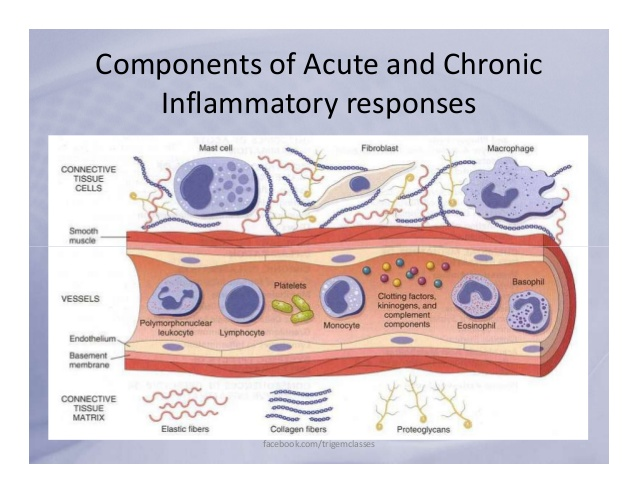 Components of Acute and Chronic
Inflammatory responses
Mast cell
Fibroblast
Macrophage
CONNECTIVE
TISSUE
CELLS
Smooth
muscle
VESSELS
Polymorphonuclear
leukocyte
Lymphocyte
Platelets
Monocyte
Clotting factors,
kininogens, and
complement
components
Eosinophil
Basophil
Endothelium
Basement
membrane
CONNECTIVE
TISSUE
MATRIX
Elastic fibers
Collagen fibers
Proteoglycans
facebook.com/trigemclasses